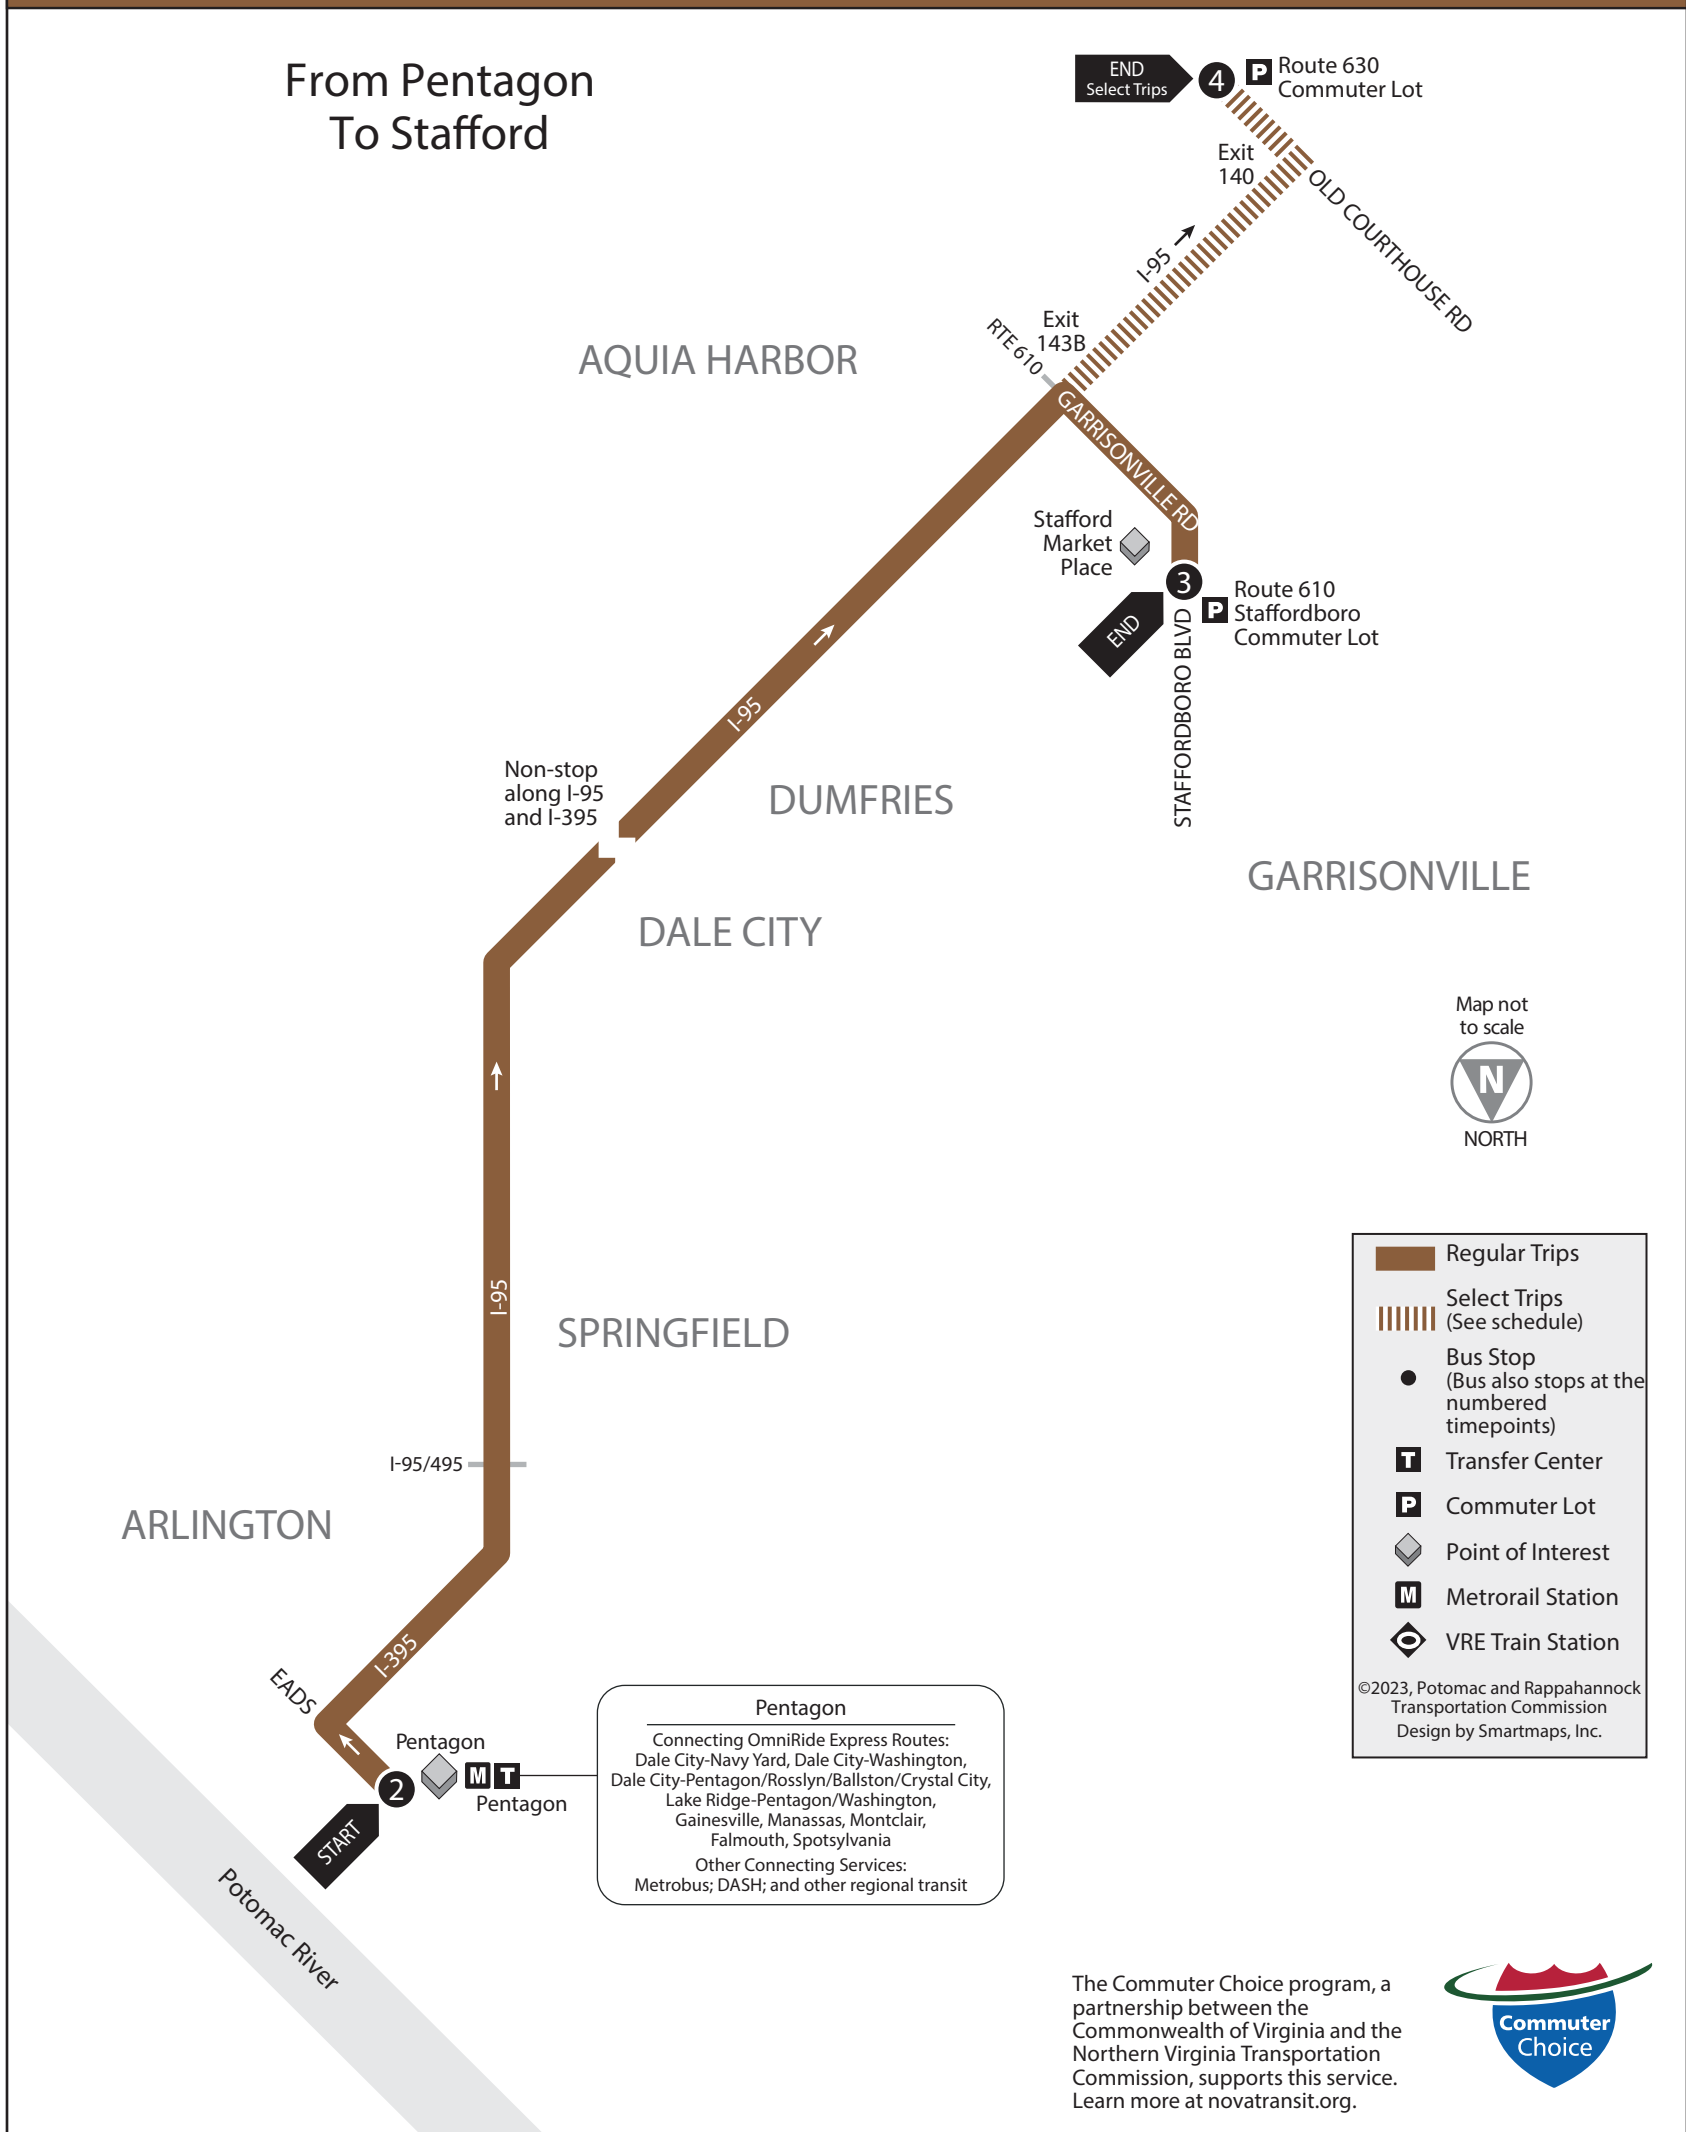 From Pentagon
To Stafford
END
Select Trips
4
P
Route 630
Commuter Lot
Exit
140
OLD COURTHOUSE RD
I-95
Exit
143B
RTE 610
AQUIA HARBOR
GARRISONVILLE RD
Stafford
Market
Place
3
P
Route 610
Staffordboro
Commuter Lot
END
STAFFORDBORO BLVD
I-95
Non-stop
along I-95
and I-395
DUMFRIES
GARRISONVILLE
DALE CITY
Map not
to scale
N
NORTH
I-95
SPRINGFIELD
I-95/495
ARLINGTON
I-395
EADS
Pentagon
2
M T
Pentagon
START
Potomac River
Pentagon
Connecting OmniRide Express Routes:
Dale City-Navy Yard, Dale City-Washington,
Dale City-Pentagon/Rosslyn/Ballston/Crystal City,
Lake Ridge-Pentagon/Washington,
Gainesville, Manassas, Montclair,
Falmouth, Spotsylvania
Other Connecting Services:
Metrobus; DASH; and other regional transit
Regular Trips
Select Trips
(See schedule)
Bus Stop
(Bus also stops at the
numbered
timepoints)
T Transfer Center
P Commuter Lot
Point of Interest
M Metrorail Station
VRE Train Station
©2023, Potomac and Rappahannock
Transportation Commission
Design by Smartmaps, Inc.
The Commuter Choice program, a
partnership between the
Commonwealth of Virginia and the
Northern Virginia Transportation
Commission, supports this service.
Learn more at novatransit.org.
Commuter
Choice